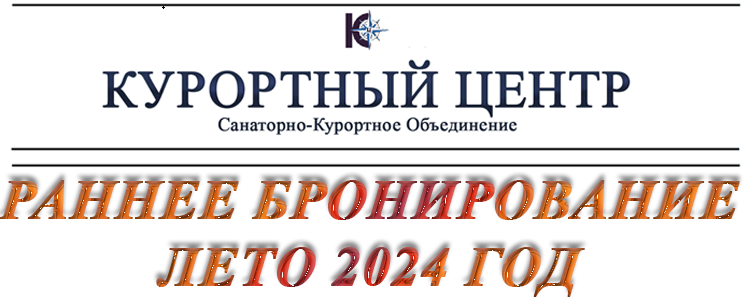 К
КУРОРТНЫЙ ЦЕНТР
Санаторно-Курортное Объединение
РАННЕЕ БРОНИРОВАНИЕ
ЛЕТО 2024 ГОД